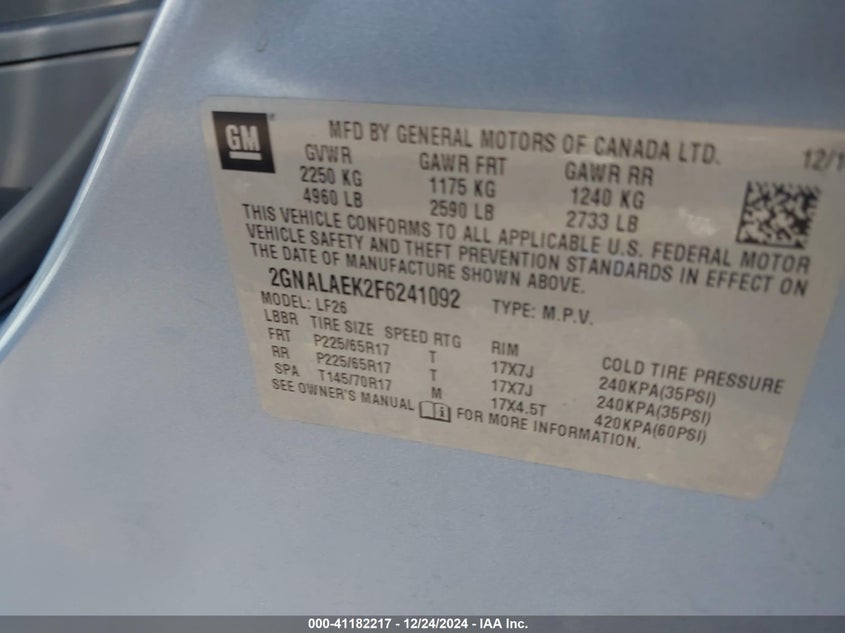 GM
MFD BY GENERAL MOTORS OF CANADA LTD.
12/1
GVWR GAWR FRT GAWR RR
2250 KG 1175 KG 1240 KG
4960 LB 2590 LB 2733 LB
THIS VEHICLE CONFORMS TO ALL APPLICABLE U.S. FEDERAL MOTOR
VEHICLE SAFETY AND THEFT PREVENTION STANDARDS IN EFFECT ON
THE DATE OF MANUFACTURE SHOWN ABOVE.
2GNALAEK2F6241092 TYPE: M.P.V.
MODEL: LF26
LBBR TIRE SIZE SPEED RTG RIM COLD TIRE PRESSURE
FRT P225/65R17 T 17X7J 240KPA(35PSI)
RR P225/65R17 T 17X7J 240KPA(35PSI)
SPA T145/70R17 M 17X4.5T 420KPA(60PSI)
SEE OWNER'S MANUAL FOR MORE INFORMATION.
000-41182217 - 12/24/2024 - IAA Inc.